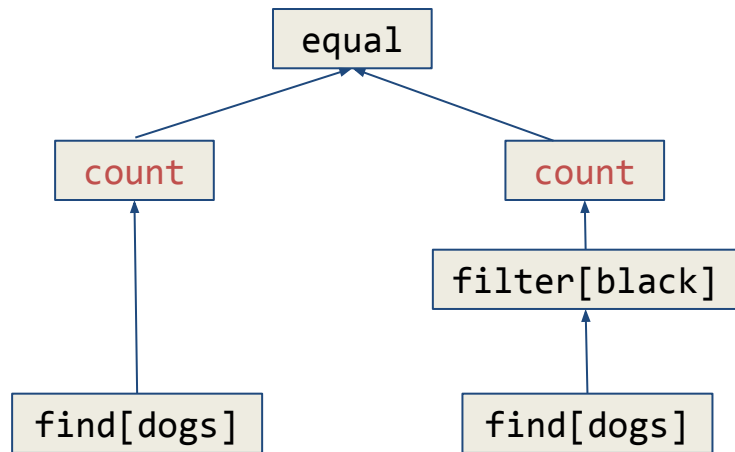 equal
count
count
filter[black]
find[dogs]
find[dogs]